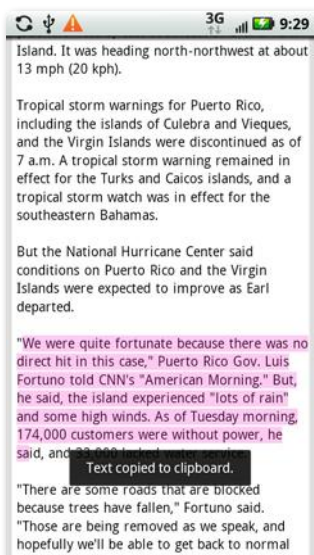 3G 9:29
Island. It was heading north-northwest at about
13 mph (20 kph).
Tropical storm warnings for Puerto Rico,
including the islands of Culebra and Vieques,
and the Virgin Islands were discontinued as of
7 a.m. A tropical storm warning remained in
effect for the Turks and Caicos islands, and a
tropical storm watch was in effect for the
southeastern Bahamas.
But the National Hurricane Center said
conditions on Puerto Rico and the Virgin
Islands were expected to improve as Earl
departed.
"We were quite fortunate because there was no
direct hit in this case," Puerto Rico Gov. Luis
Fortuno told CNN's "American Morning." But,
he said, the island experienced "lots of rain"
and some high winds. As of Tuesday morning,
174,000 customers were without power, he
said, and 33,000 lacked water service.
Text copied to clipboard.
"There are some roads that are blocked
because trees have fallen," Fortuno said.
"Those are being removed as we speak, and
hopefully we'll be able to get back to normal